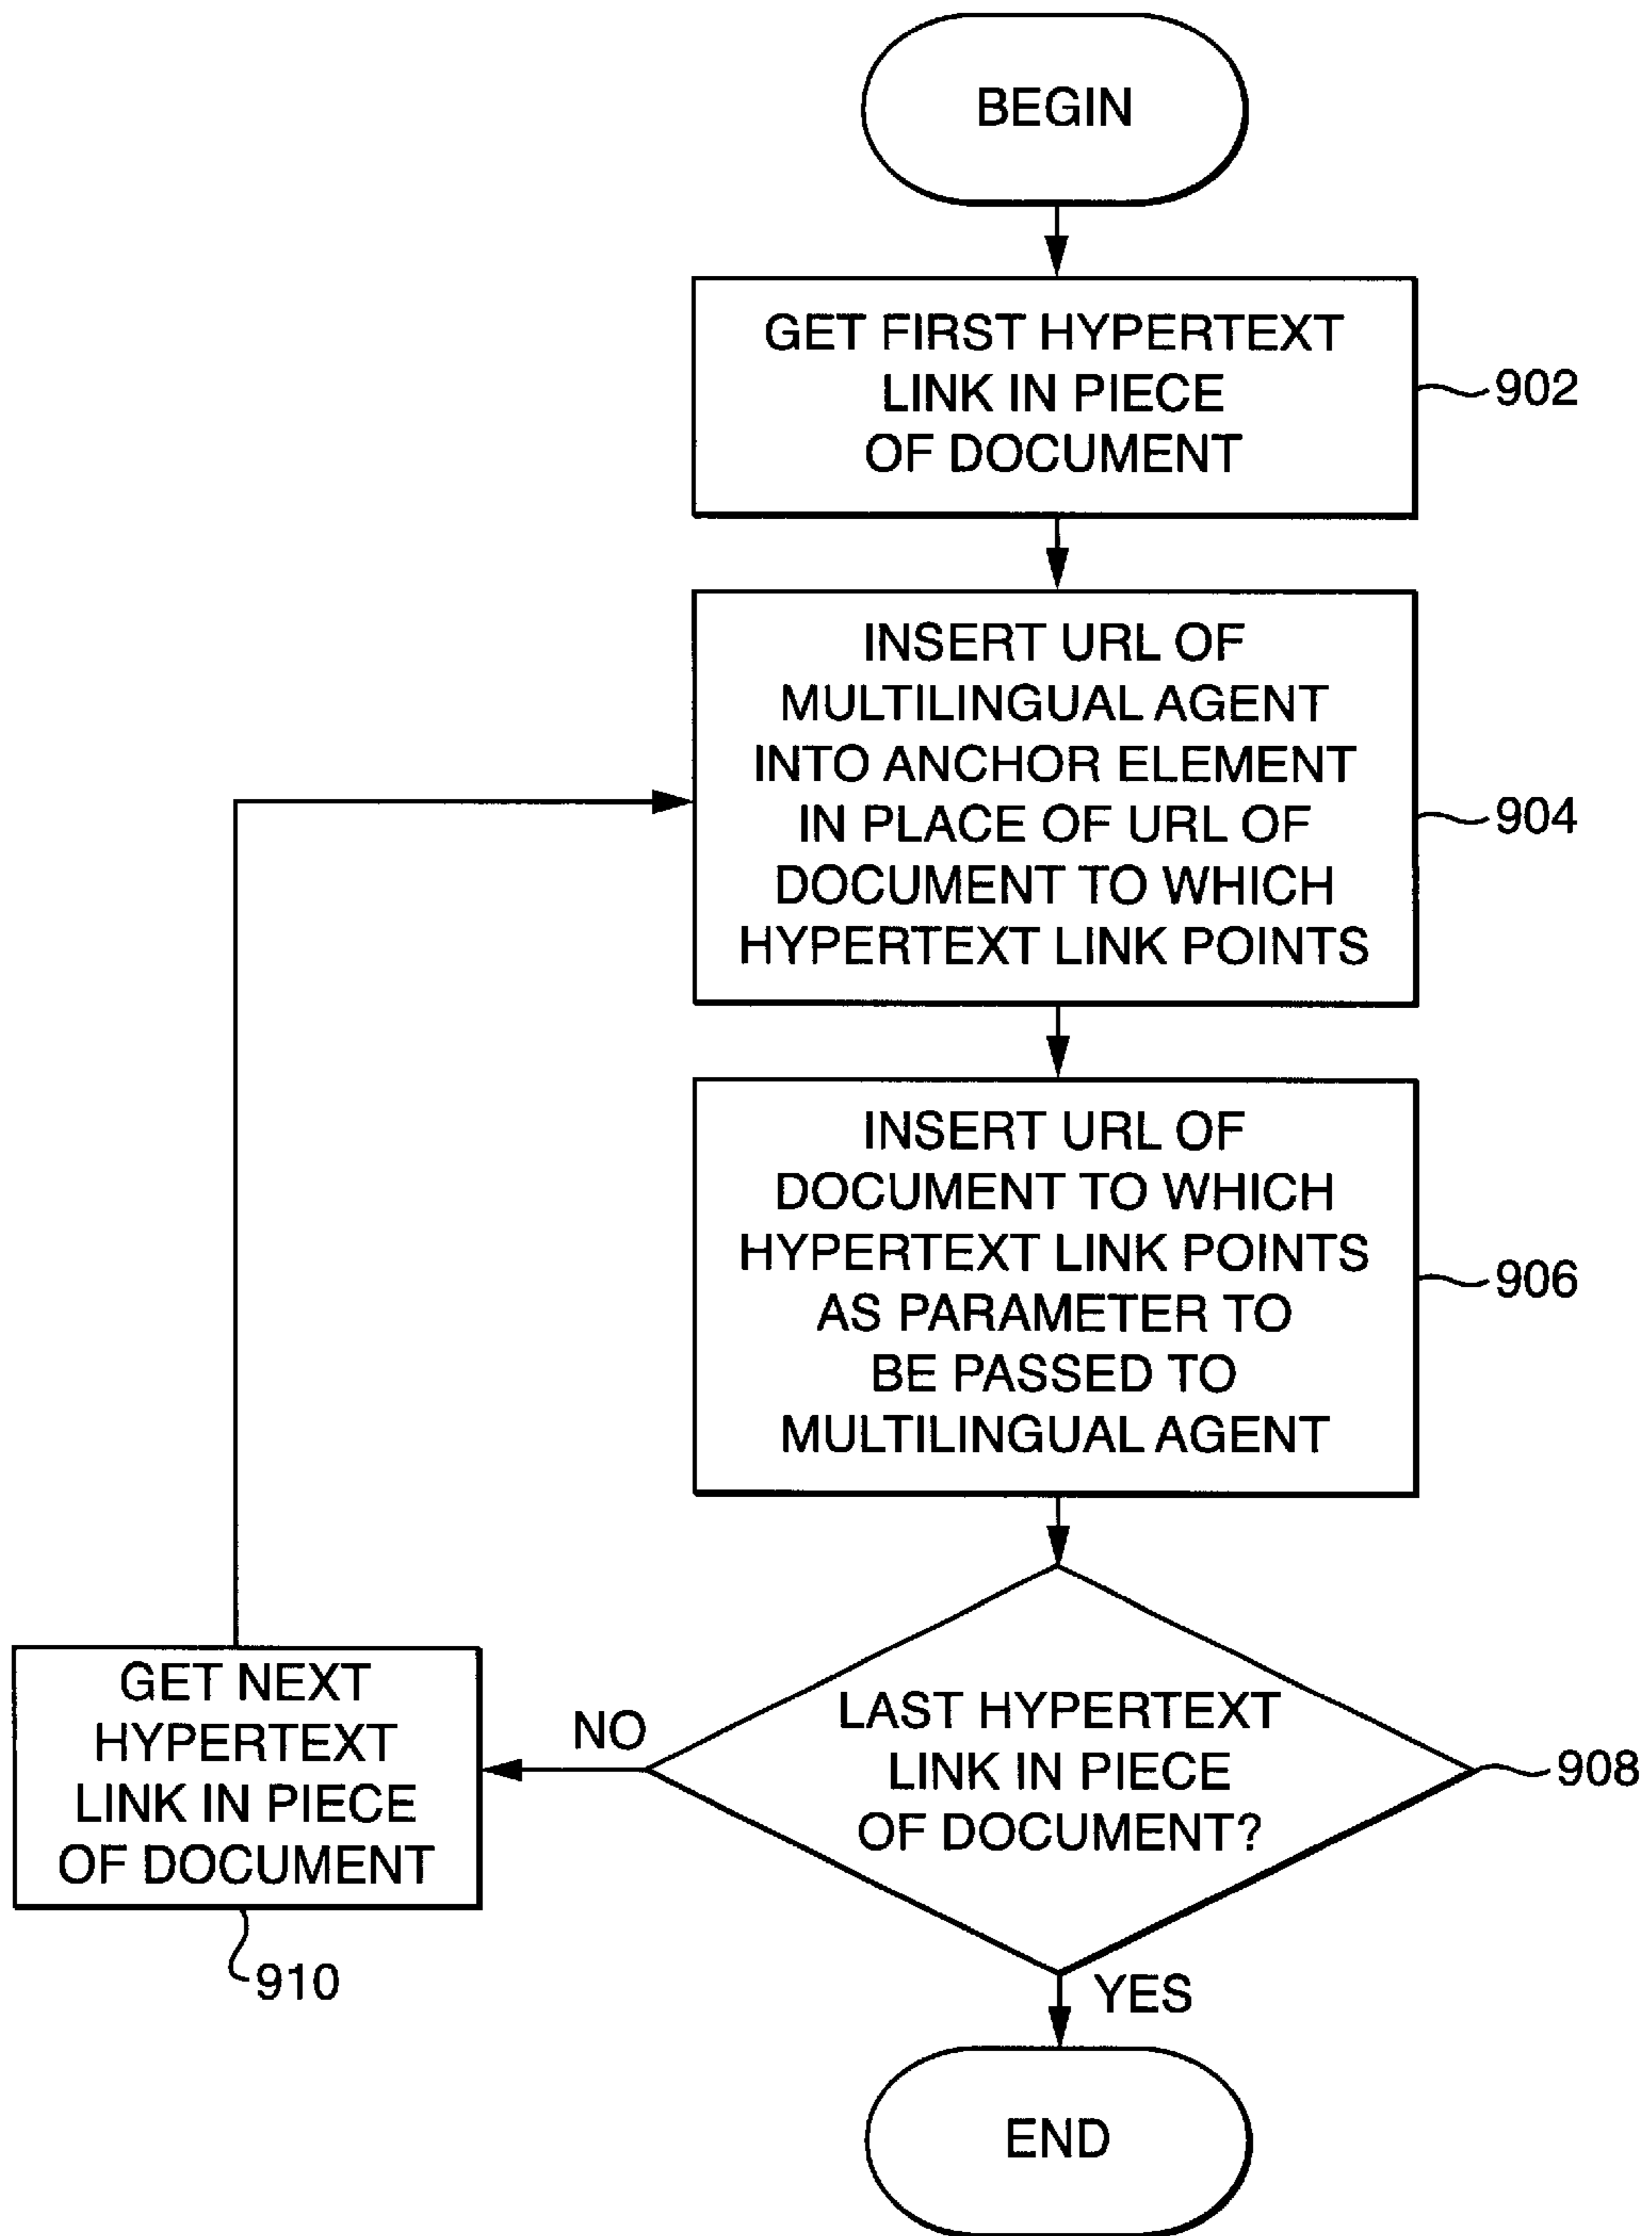 BEGIN
GET FIRST HYPERTEXT
LINK IN PIECE
OF DOCUMENT
902
INSERT URL OF
MULTILINGUAL AGENT
INTO ANCHOR ELEMENT
IN PLACE OF URL OF
DOCUMENT TO WHICH
HYPERTEXT LINK POINTS
904
INSERT URL OF
DOCUMENT TO WHICH
HYPERTEXT LINK POINTS
AS PARAMETER TO
BE PASSED TO
MULTILINGUAL AGENT
906
LAST HYPERTEXT
LINK IN PIECE
OF DOCUMENT?
908
NO
GET NEXT
HYPERTEXT
LINK IN PIECE
OF DOCUMENT
910
YES
END